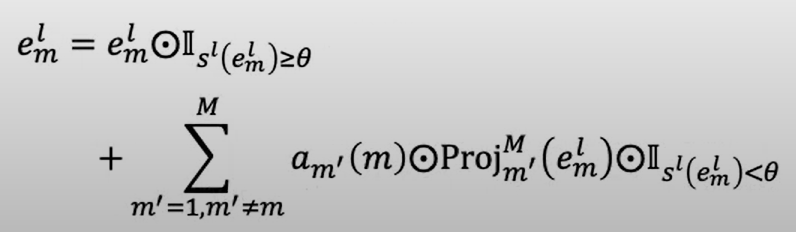 e_m^l = e_m^l ⊙ 𝕀_{s^l(e_m^l)≥θ}
+ ∑_{m'=1,m'≠m}^{M} a_{m'}(m) ⊙ Proj_{m'}^{M}(e_m^l) ⊙ 𝕀_{s^l(e_m^l)<θ}